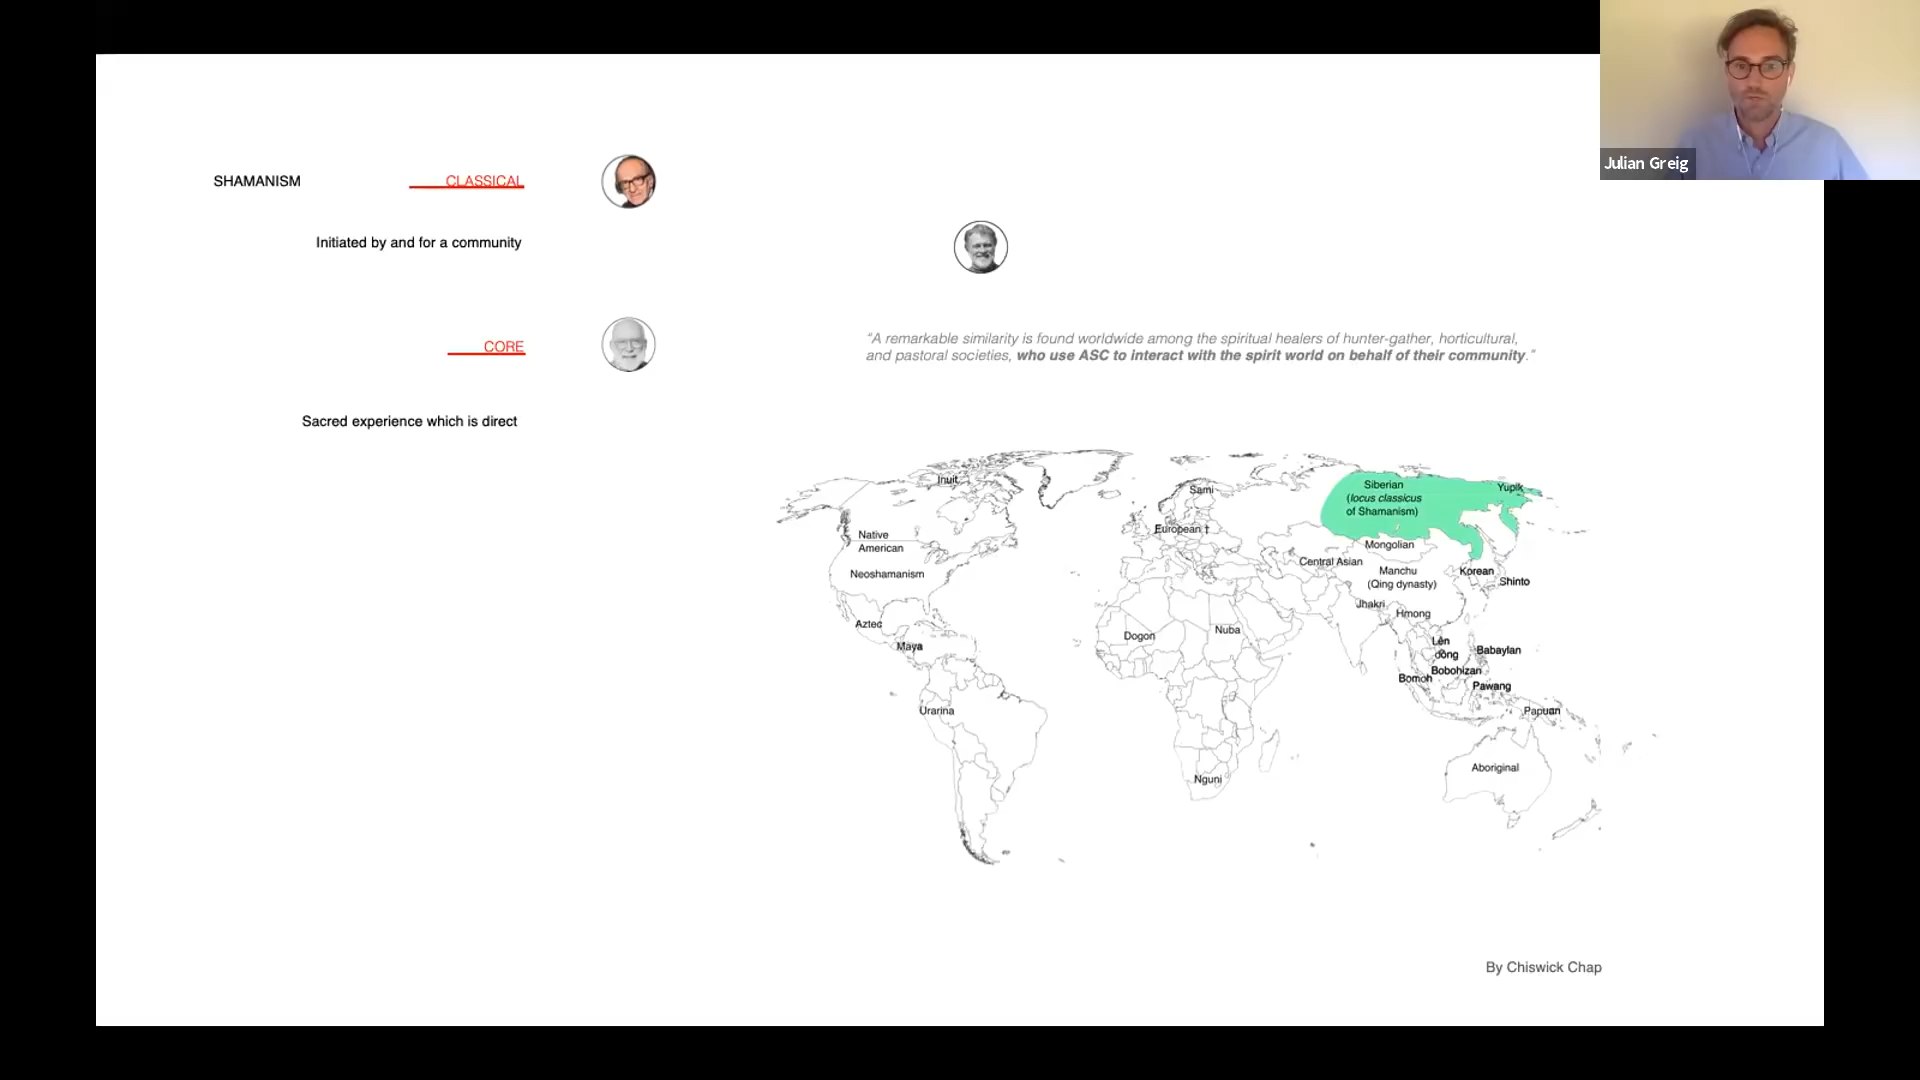 Julian Greig
SHAMANISM
CLASSICAL
Initiated by and for a community
CORE
Sacred experience which is direct
“A remarkable similarity is found worldwide among the spiritual healers of hunter-gather, horticultural,
and pastoral societies, who use ASC to interact with the spirit world on behalf of their community.”
Inuit
Sami
Siberian
(locus classicus
of Shamanism)
Yupik
European †
Native
American
Mongolian
Central Asian
Neoshamanism
Manchu
(Qing dynasty)
Korean
Shinto
Jhakri
Hmong
Aztec
Dogon
Nuba
Maya
Lên
đồng
Babaylan
Bobohizan
Bomoh
Pawang
Urarina
Papuan
Aboriginal
Nguni
By Chiswick Chap